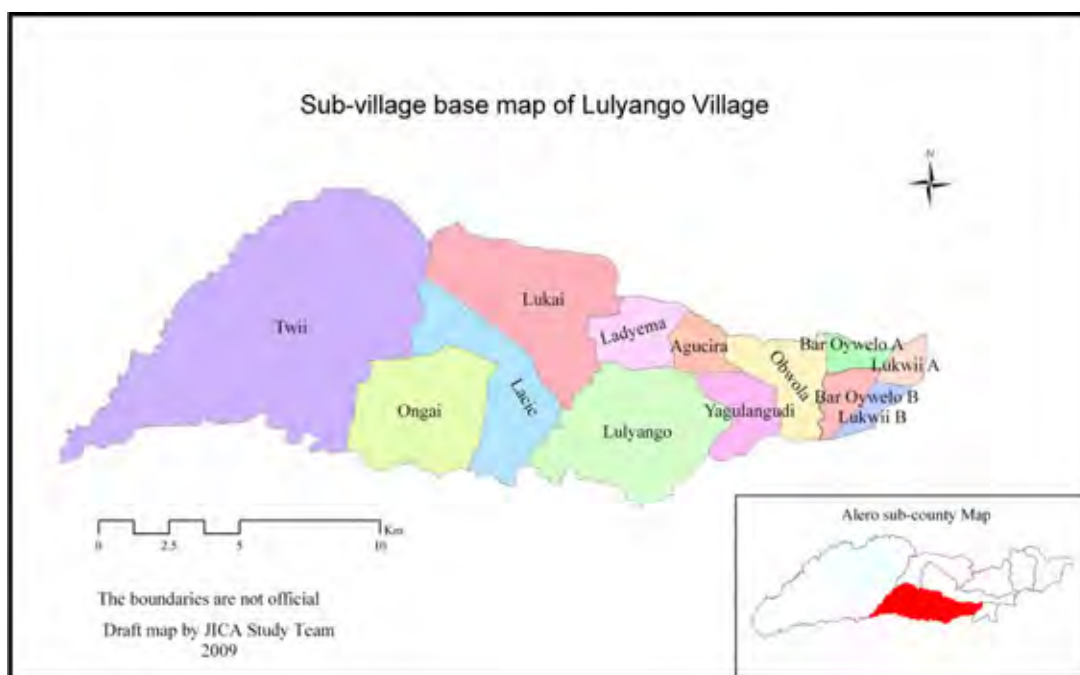 Sub-village base map of Lulyango Village
N
Twii
Lukai
Ladyema
Agucira
Obwola
Bar Oywelo A
Lukwii A
Bar Oywelo B
Lukwii B
Yagulangudi
Lulyango
Lacic
Ongai
Km
0 2.5 5 10
The boundaries are not official
Draft map by JICA Study Team
2009
Alero sub-county Map